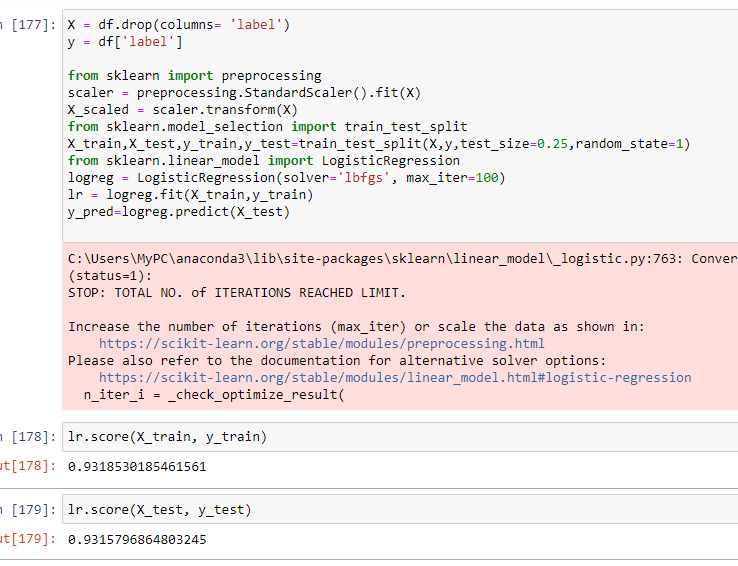 [177]: X = df.drop(columns= 'label')
y = df['label']
from sklearn import preprocessing
scaler = preprocessing.StandardScaler().fit(X)
X_scaled = scaler.transform(X)
from sklearn.model_selection import train_test_split
X_train,X_test,y_train,y_test=train_test_split(X,y,test_size=0.25,random_state=1)
from sklearn.linear_model import LogisticRegression
logreg = LogisticRegression(solver='lbfgs', max_iter=100)
lr = logreg.fit(X_train,y_train)
y_pred=logreg.predict(X_test)
C:\Users\MyPC\anaconda3\lib\site-packages\sklearn\linear_model\_logistic.py:763: Conver
(status=1):
STOP: TOTAL NO. of ITERATIONS REACHED LIMIT.
Increase the number of iterations (max_iter) or scale the data as shown in:
https://scikit-learn.org/stable/modules/preprocessing.html
Please also refer to the documentation for alternative solver options:
https://scikit-learn.org/stable/modules/linear_model.html#logistic-regression
n_iter_i = _check_optimize_result(
[178]: lr.score(X_train, y_train)
ut[178]: 0.9318530185461561
[179]: lr.score(X_test, y_test)
ut[179]: 0.9315796864803245